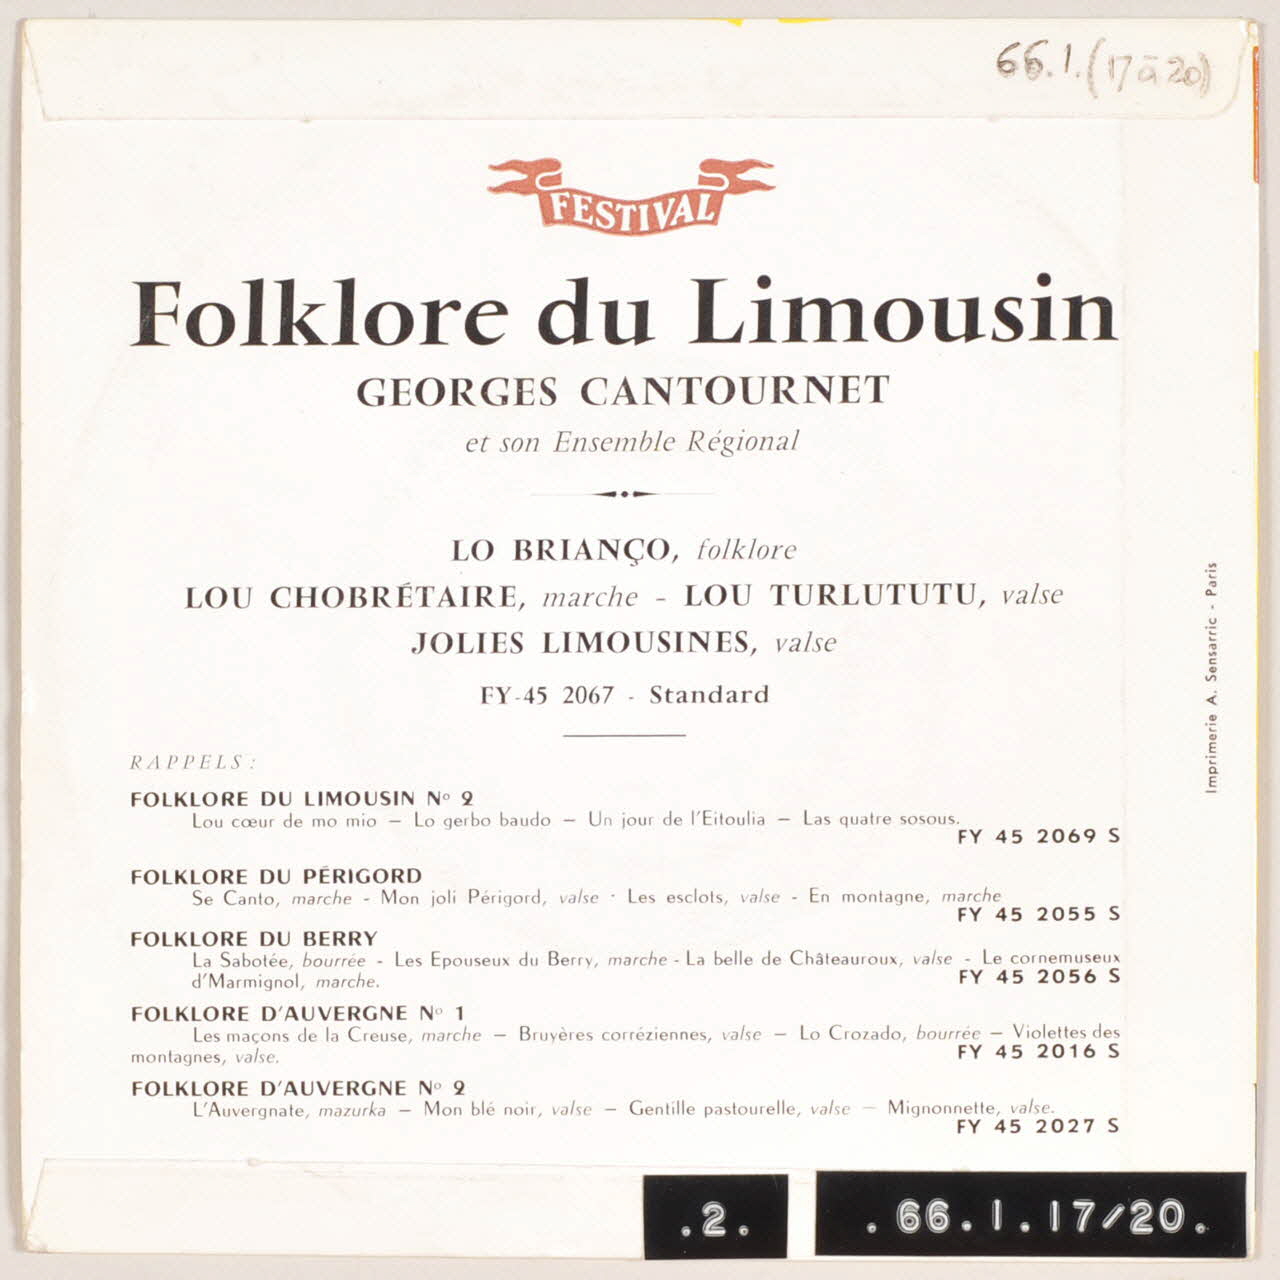 66.1.(17 à 20)
FESTIVAL
Folklore du Limousin
GEORGES CANTOURNET
et son Ensemble Régional
LO BRIANÇO, folklore
LOU CHOBRÉTAIRE, marche - LOU TURLUTUTU, valse
JOLIES LIMOUSINES, valse
FY-45 2067 - Standard
RAPPELS :
FOLKLORE DU LIMOUSIN No 2
Lou cœur de mo mio — Lo gerbo baudo — Un jour de l'Eitoulia — Las quatre sosous.
FY 45 2069 S
FOLKLORE DU PÉRIGORD
Se Canto, marche - Mon joli Périgord, valse - Les esclots, valse - En montagne, marche
FY 45 2055 S
FOLKLORE DU BERRY
La Sabotée, bourrée - Les Epouseux du Berry, marche - La belle de Châteauroux, valse - Le cornemuseux
d'Marmignol, marche.
FY 45 2056 S
FOLKLORE D'AUVERGNE No 1
Les maçons de la Creuse, marche — Bruyères corréziennes, valse — Lo Crozado, bourrée — Violettes des
montagnes, valse.
FY 45 2016 S
FOLKLORE D'AUVERGNE No 2
L'Auvergnate, mazurka — Mon blé noir, valse — Gentille pastourelle, valse — Mignonnette, valse.
FY 45 2027 S
Imprimerie A. Sensarric - Paris
.2.
.66.1.17/20.